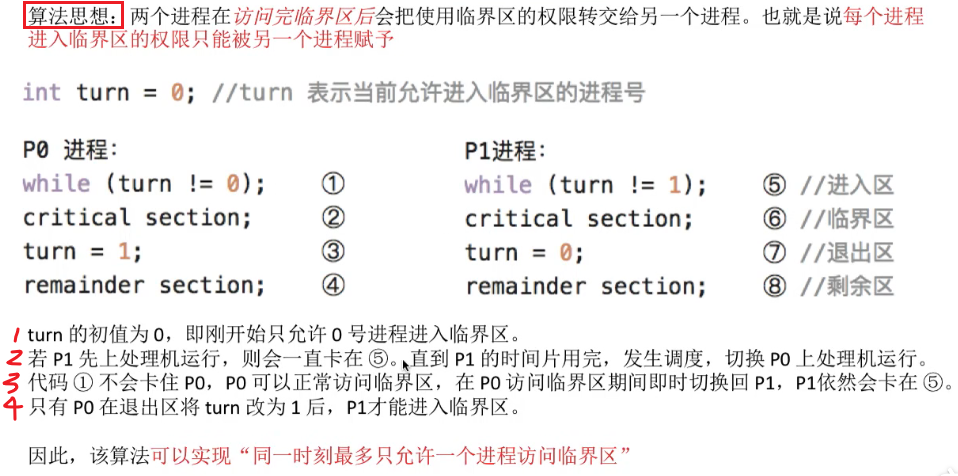 算法思想：两个进程在访问完临界区后会把使用临界区的权限转交给另一个进程。也就是说每个进程
进入临界区的权限只能被另一个进程赋予
int turn = 0; //turn 表示当前允许进入临界区的进程号
P0 进程： P1进程：
while (turn != 0); ① while (turn != 1); ⑤ //进入区
critical section; ② critical section; ⑥ //临界区
turn = 1; ③ turn = 0; ⑦ //退出区
remainder section; ④ remainder section; ⑧ //剩余区
1 turn 的初值为 0，即刚开始只允许 0 号进程进入临界区。
2 若 P1 先上处理机运行，则会一直卡在 ⑤。直到 P1 的时间片用完，发生调度，切换 P0 上处理机运行。
3 代码 ① 不会卡住 P0，P0 可以正常访问临界区，在 P0 访问临界区期间即时切换回 P1，P1依然会卡在 ⑤。
4 只有 P0 在退出区将 turn 改为 1 后，P1才能进入临界区。
因此，该算法可以实现“同一时刻最多只允许一个进程访问临界区”